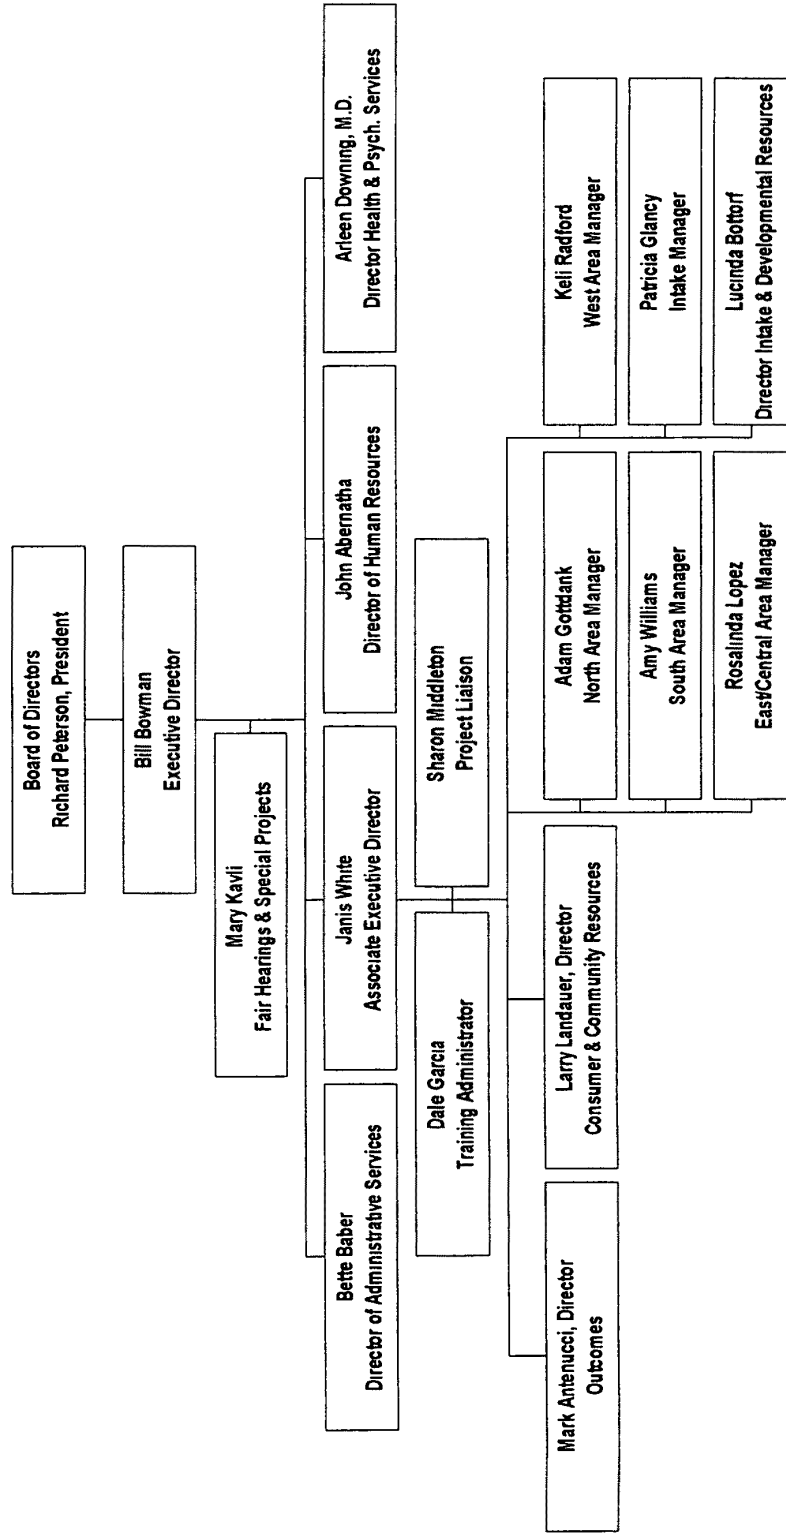 Board of Directors
Richard Peterson, President
Bill Bowman
Executive Director
Mary Kavli
Fair Hearings & Special Projects
Bette Baber
Director of Administrative Services
Janis White
Associate Executive Director
John Abernatha
Director of Human Resources
Arleen Downing, M.D.
Director Health & Psych. Services
Dale Garcia
Training Administrator
Sharon Middleton
Project Liaison
Mark Antenucci, Director
Outcomes
Larry Landauer, Director
Consumer & Community Resources
Adam Gottdank
North Area Manager
Amy Williams
South Area Manager
Rosalinda Lopez
East/Central Area Manager
Keli Radford
West Area Manager
Patricia Glancy
Intake Manager
Lucinda Bottorf
Director Intake & Developmental Resources